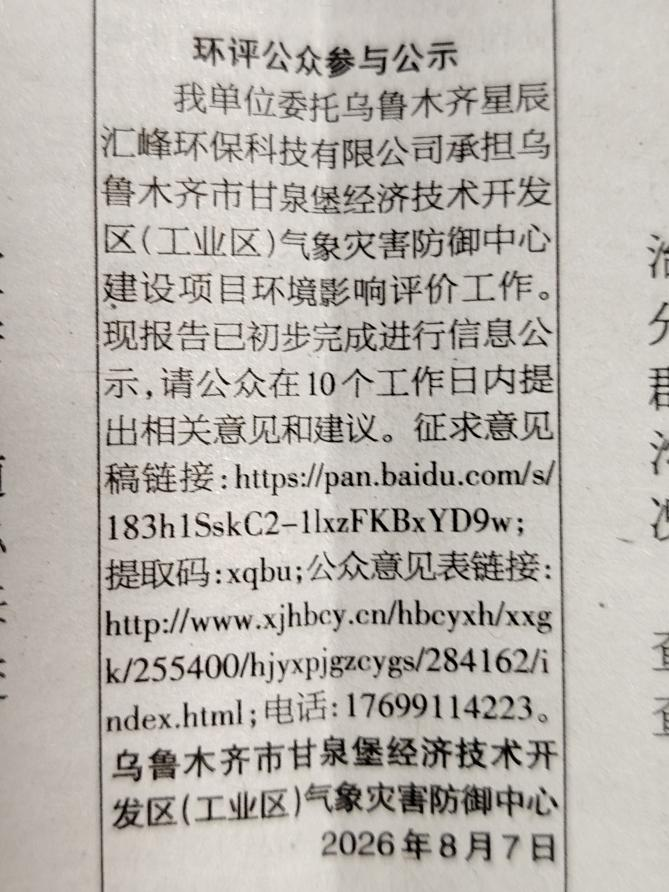 环评公众参与公示
我单位委托乌鲁木齐星辰
汇峰环保科技有限公司承担乌
鲁木齐市甘泉堡经济技术开发
区(工业区)气象灾害防御中心
建设项目环境影响评价工作。
现报告已初步完成进行信息公
示,请公众在10个工作日内提
出相关意见和建议。征求意见
稿链接:https://pan.baidu.com/s/
183h1SskC2-1lxzFKBxYD9w;
提取码:xqbu;公众意见表链接:
http://www.xjhbcy.cn/hbcyxh/xxg
k/255400/hjyxpjgzcygs/284162/i
ndex.html;电话:17699114223。
乌鲁木齐市甘泉堡经济技术开
发区(工业区)气象灾害防御中心
2026年8月7日